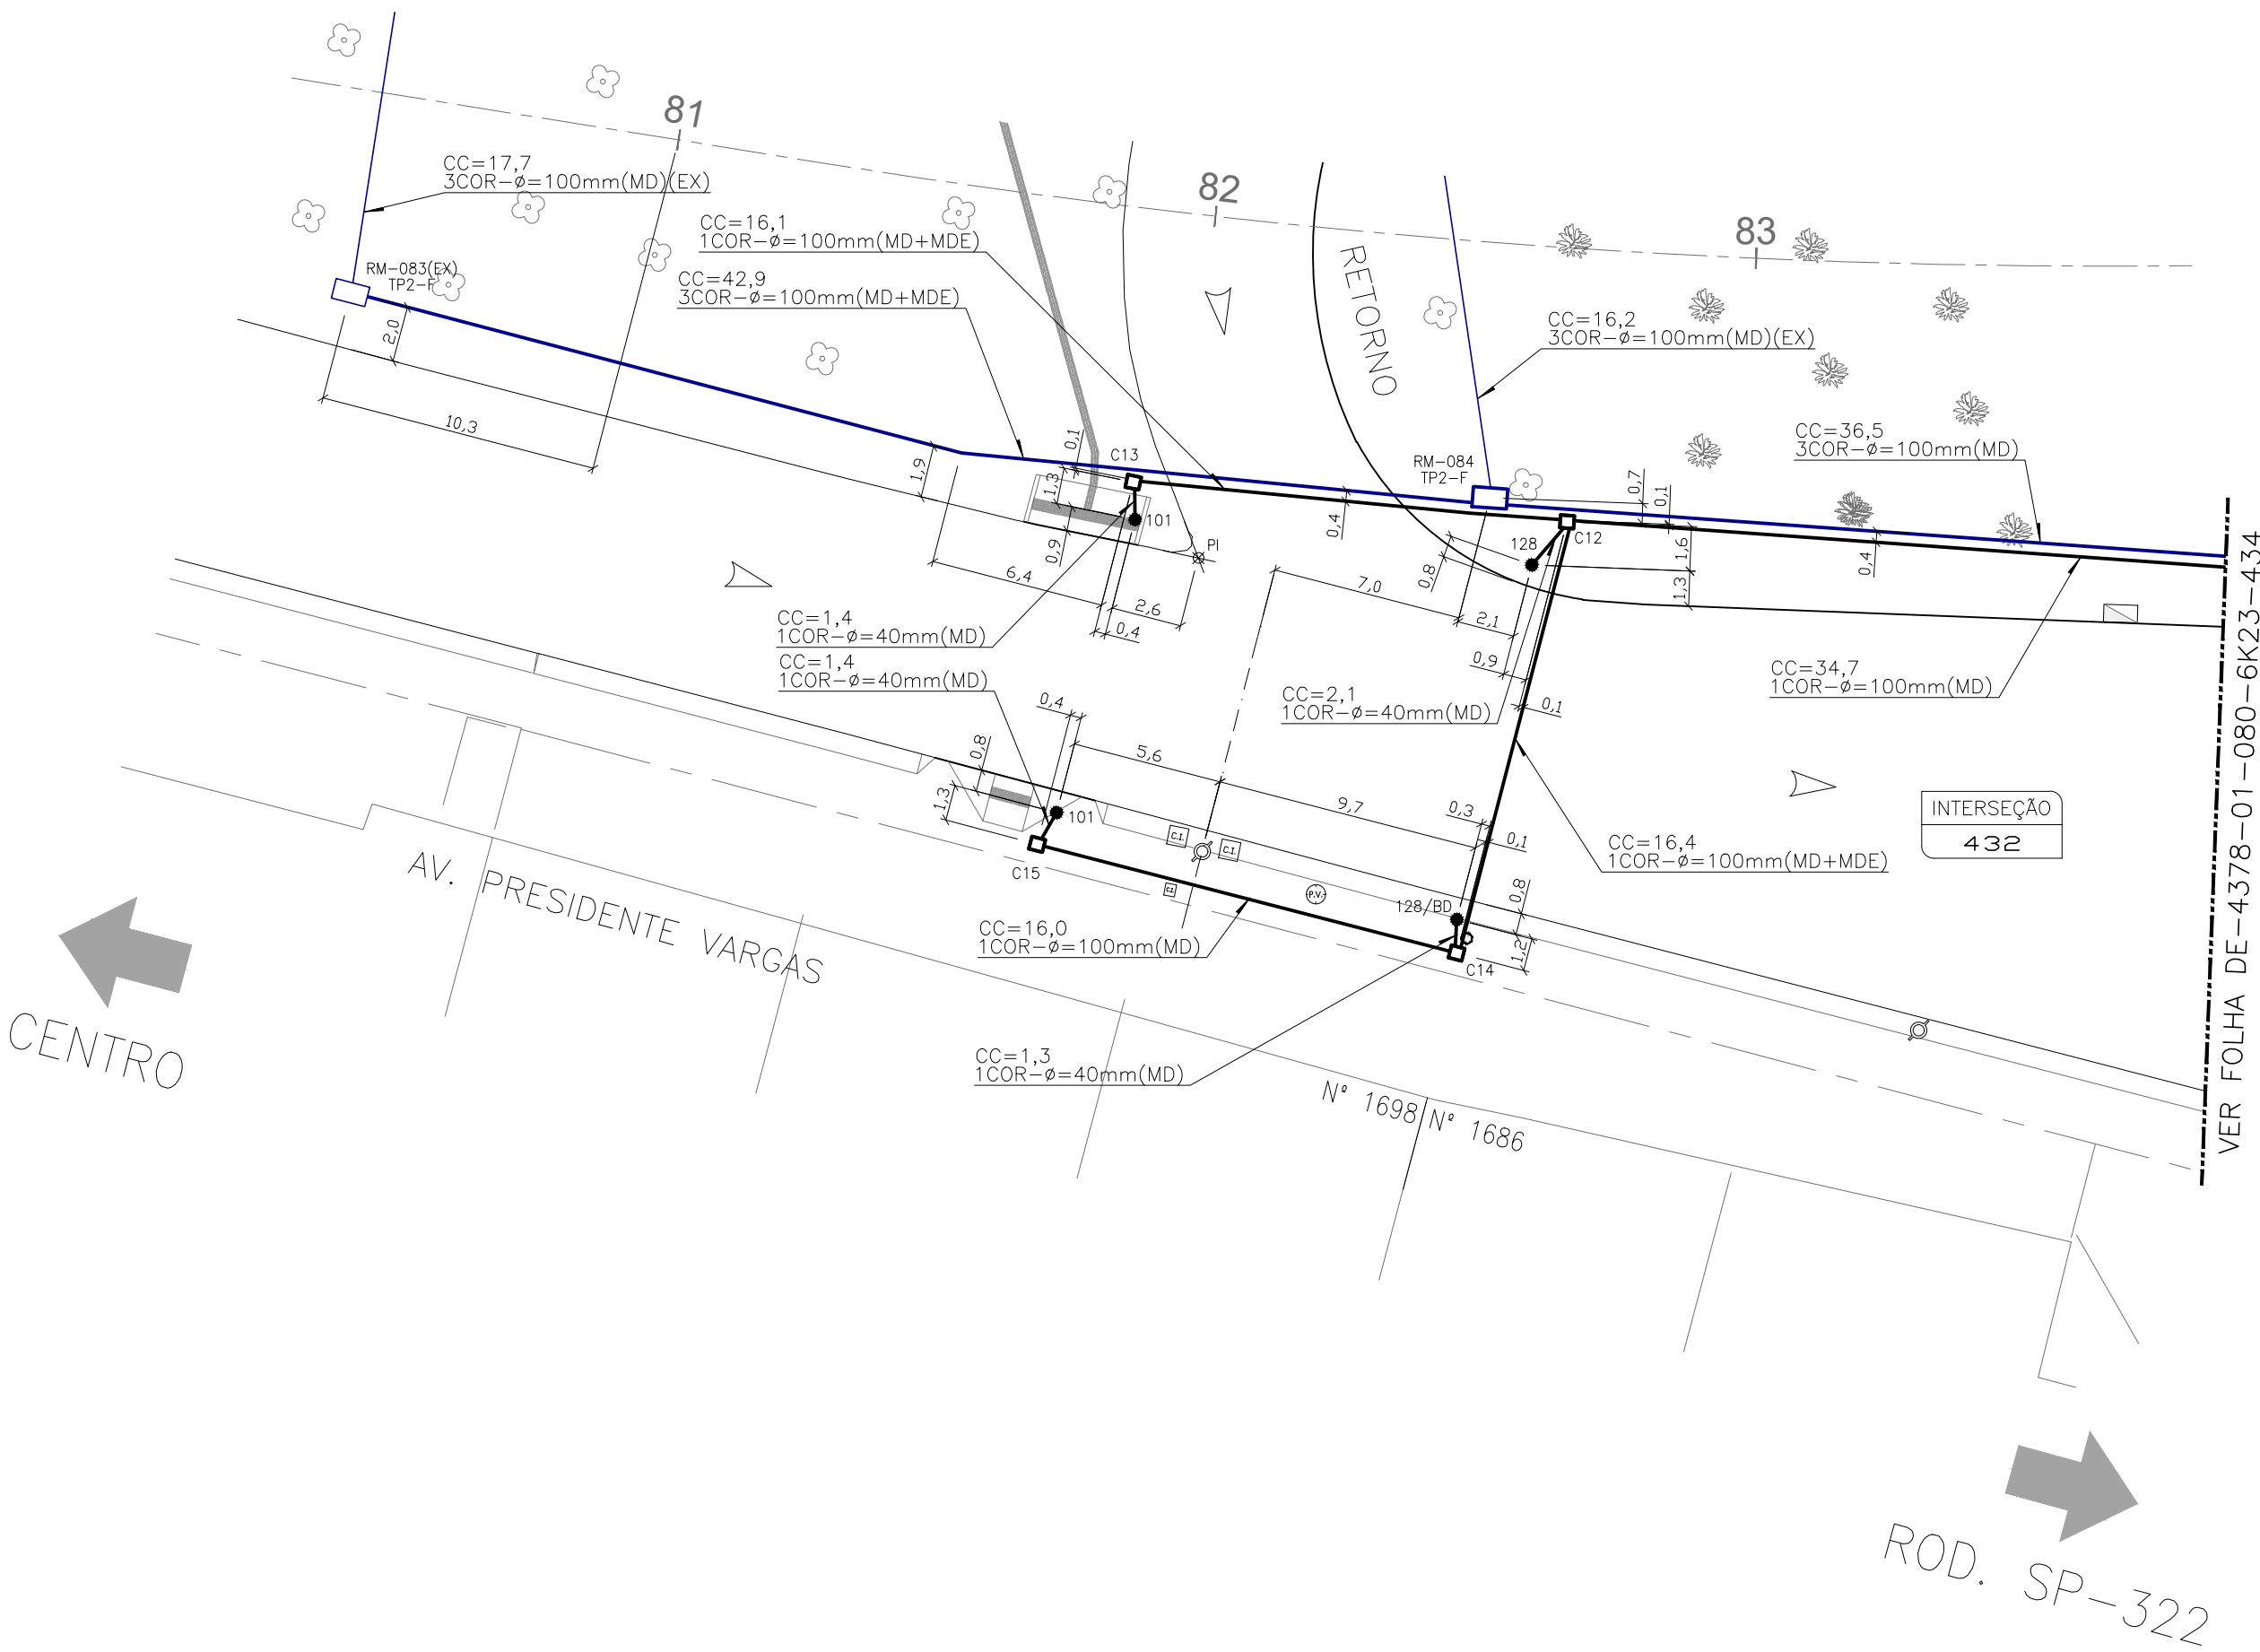 81
82
83
CC=17,7
3COR-ø=100mm(MD)(EX)
CC=16,1
1COR-ø=100mm(MD+MDE)
RM-083(EX)
TP2-F
CC=42,9
3COR-ø=100mm(MD+MDE)
RETORNO
CC=16,2
3COR-ø=100mm(MD)(EX)
2,0
10,3
1,9
0,1
1,3
C13
101
0,9
PI
6,4
2,6
0,4
0,4
RM-084
TP2-F
CC=36,5
3COR-ø=100mm(MD)
0,7
0,1
1,6
1,3
0,4
128
C12
0,8
7,0
2,1
0,9
0,1
CC=1,4
1COR-ø=40mm(MD)
CC=1,4
1COR-ø=40mm(MD)
CC=2,1
1COR-ø=40mm(MD)
CC=34,7
1COR-ø=100mm(MD)
0,4
5,6
9,7
0,8
1,3
101
C15
C.I.
C.I.
C.I.
P.V.
0,3
0,1
128/BD
0,8
1,2
C14
CC=16,4
1COR-ø=100mm(MD+MDE)
INTERSEÇÃO
432
CC=16,0
1COR-ø=100mm(MD)
CC=1,3
1COR-ø=40mm(MD)
AV. PRESIDENTE VARGAS
CENTRO
Nº 1698
Nº 1686
VER FOLHA DE-4378-01-080-6K23-434
ROD. SP-322